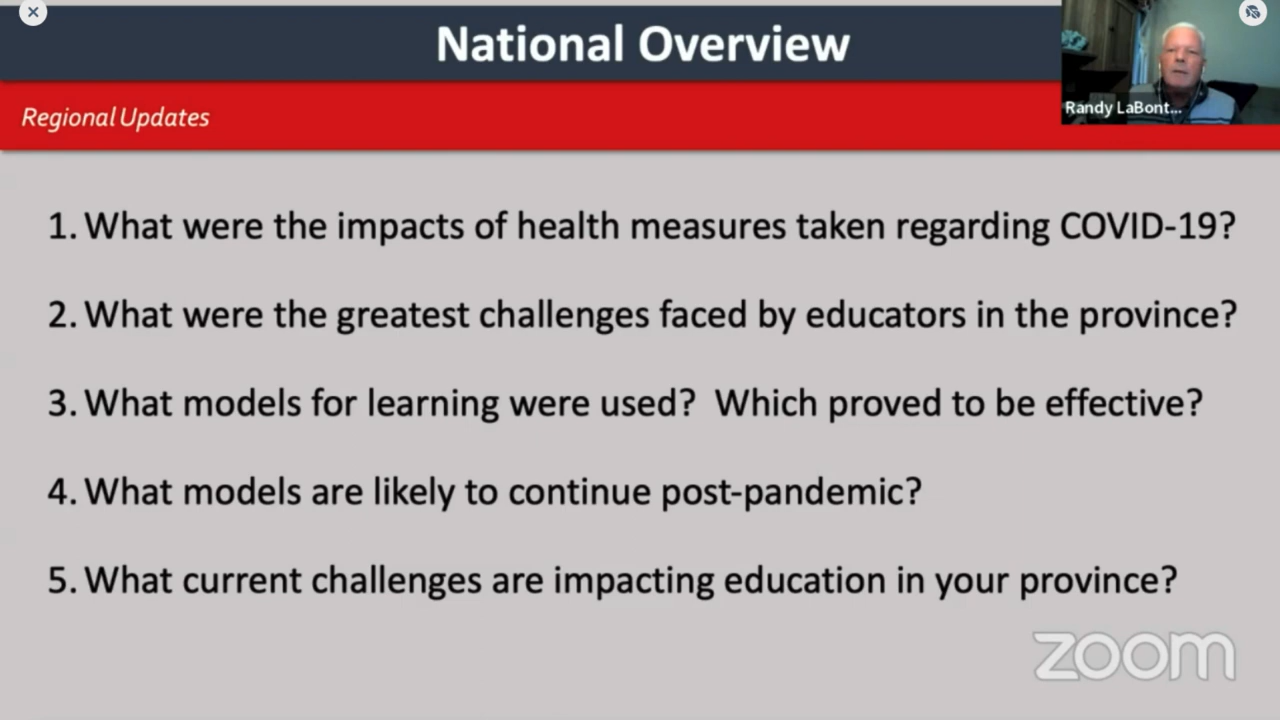 National Overview
Regional Updates
Randy LaBont...
1. What were the impacts of health measures taken regarding COVID-19?
2. What were the greatest challenges faced by educators in the province?
3. What models for learning were used?  Which proved to be effective?
4. What models are likely to continue post-pandemic?
5. What current challenges are impacting education in your province?
zoom